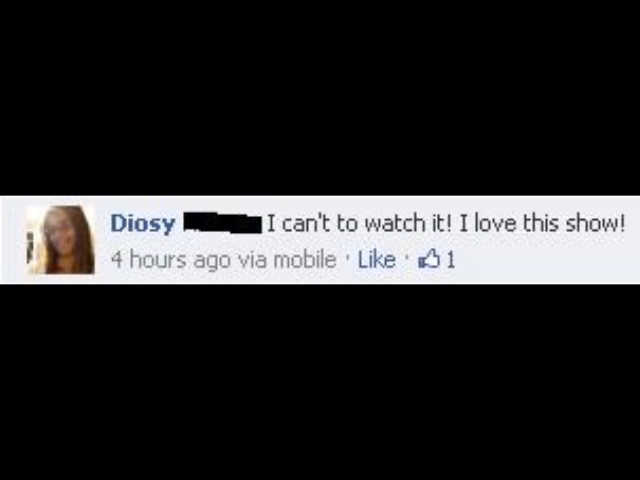 Diosy I can't to watch it! I love this show!
4 hours ago via mobile · Like · 1